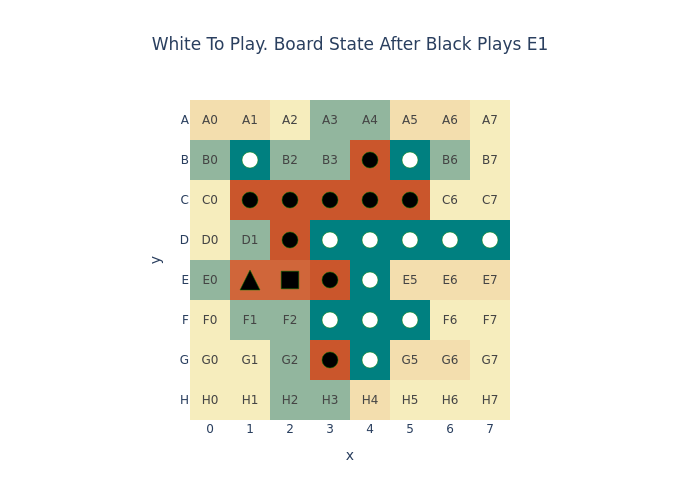 White To Play. Board State After Black Plays E1
A A0 A1 A2 A3 A4 A5 A6 A7
B B0 B2 B3 B6 B7
C C0 C6 C7
D D0 D1
E E0 E5 E6 E7
F F0 F1 F2 F6 F7
G G0 G1 G2 G5 G6 G7
H H0 H1 H2 H3 H4 H5 H6 H7
0 1 2 3 4 5 6 7
x
y